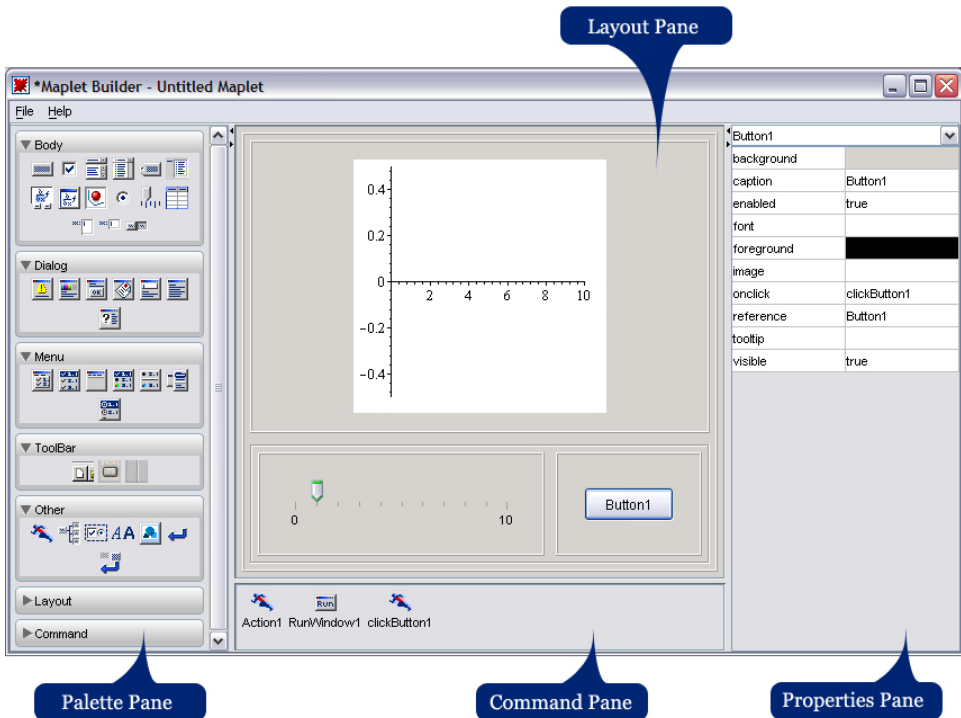 Layout Pane
*Maplet Builder - Untitled Maplet
File Help
Body
Dialog
Menu
ToolBar
Other
Layout
Command
0.4
0.2
0
-0.2
-0.4
2 4 6 8 10
0 10
Button1
Run
Action1 RunWindow1 clickButton1
Button1
background
caption Button1
enabled true
font
foreground
image
onclick clickButton1
reference Button1
tooltip
visible true
Palette Pane
Command Pane
Properties Pane